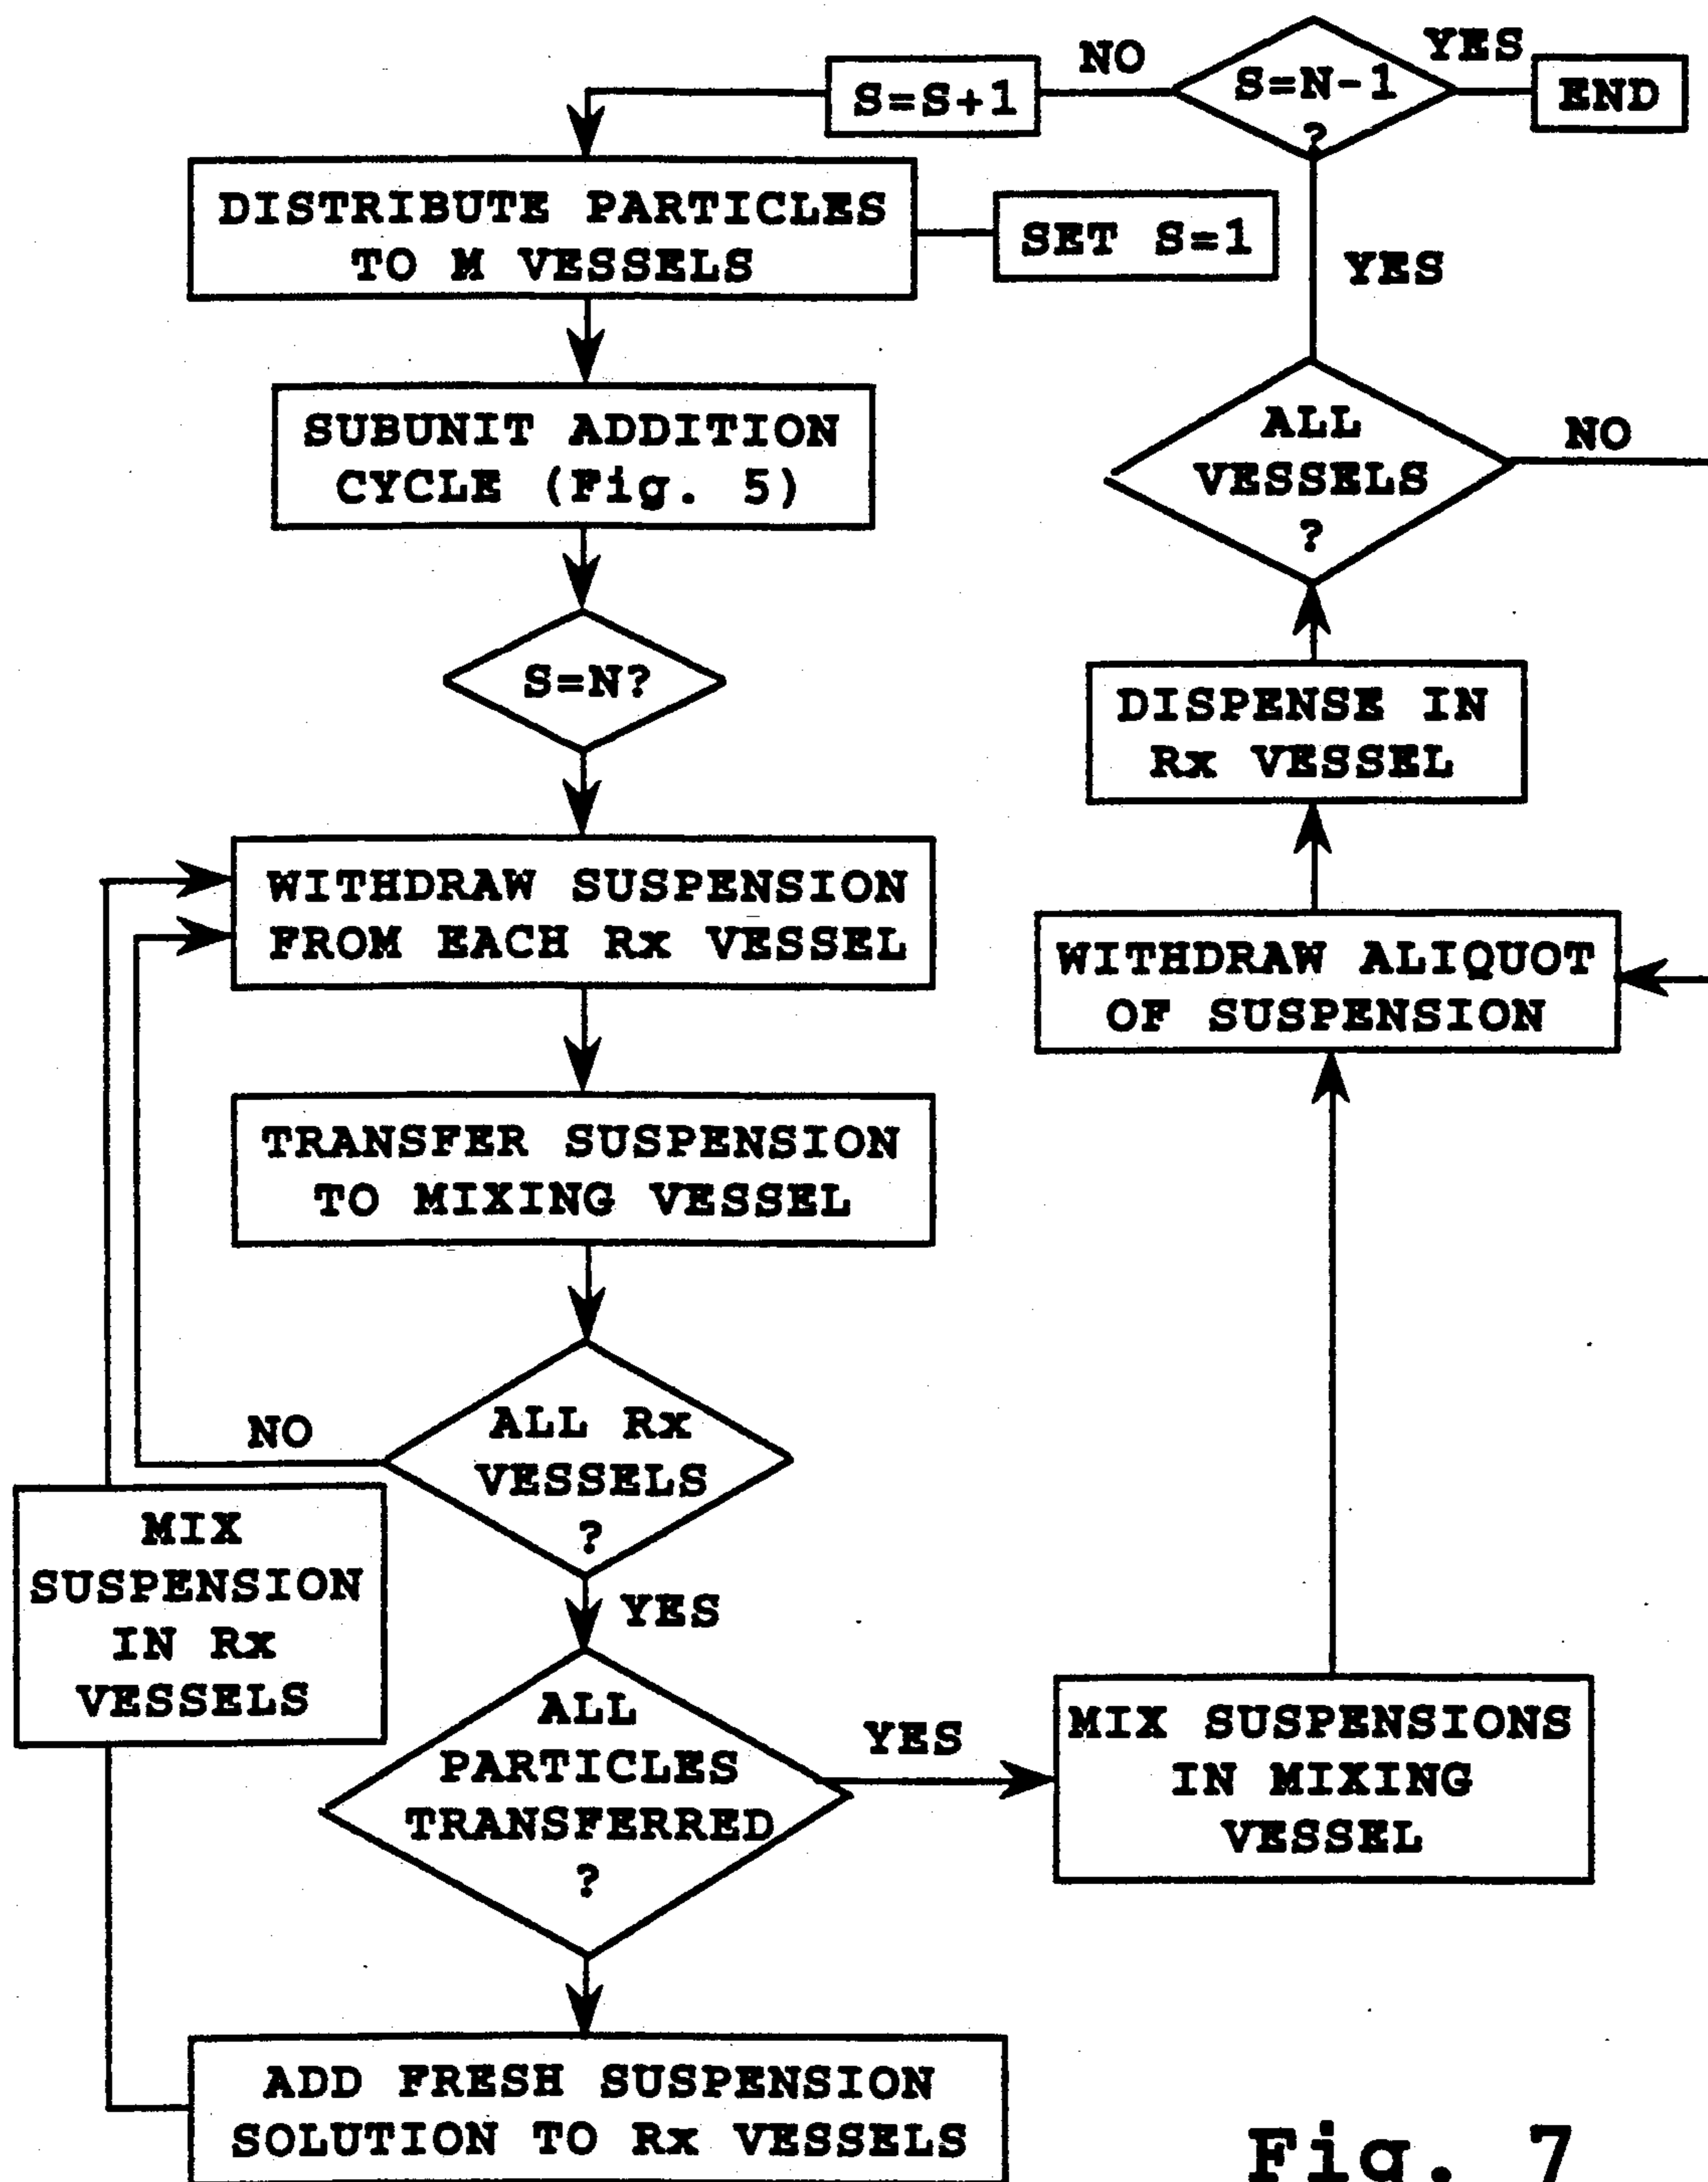 NO
YES
S=S+1
S=N-1
?
END
DISTRIBUTE PARTICLES
TO M VESSELS
SET S=1
YES
SUBUNIT ADDITION
CYCLE (Fig. 5)
ALL
VESSELS
?
NO
S=N?
DISPENSE IN
Rx VESSEL
WITHDRAW SUSPENSION
FROM EACH Rx VESSEL
WITHDRAW ALIQUOT
OF SUSPENSION
TRANSFER SUSPENSION
TO MIXING VESSEL
NO
ALL Rx
VESSELS
?
MIX
SUSPENSION
IN Rx
VESSELS
YES
ALL
PARTICLES
TRANSFERRED
?
YES
MIX SUSPENSIONS
IN MIXING
VESSEL
ADD FRESH SUSPENSION
SOLUTION TO Rx VESSELS
Fig. 7